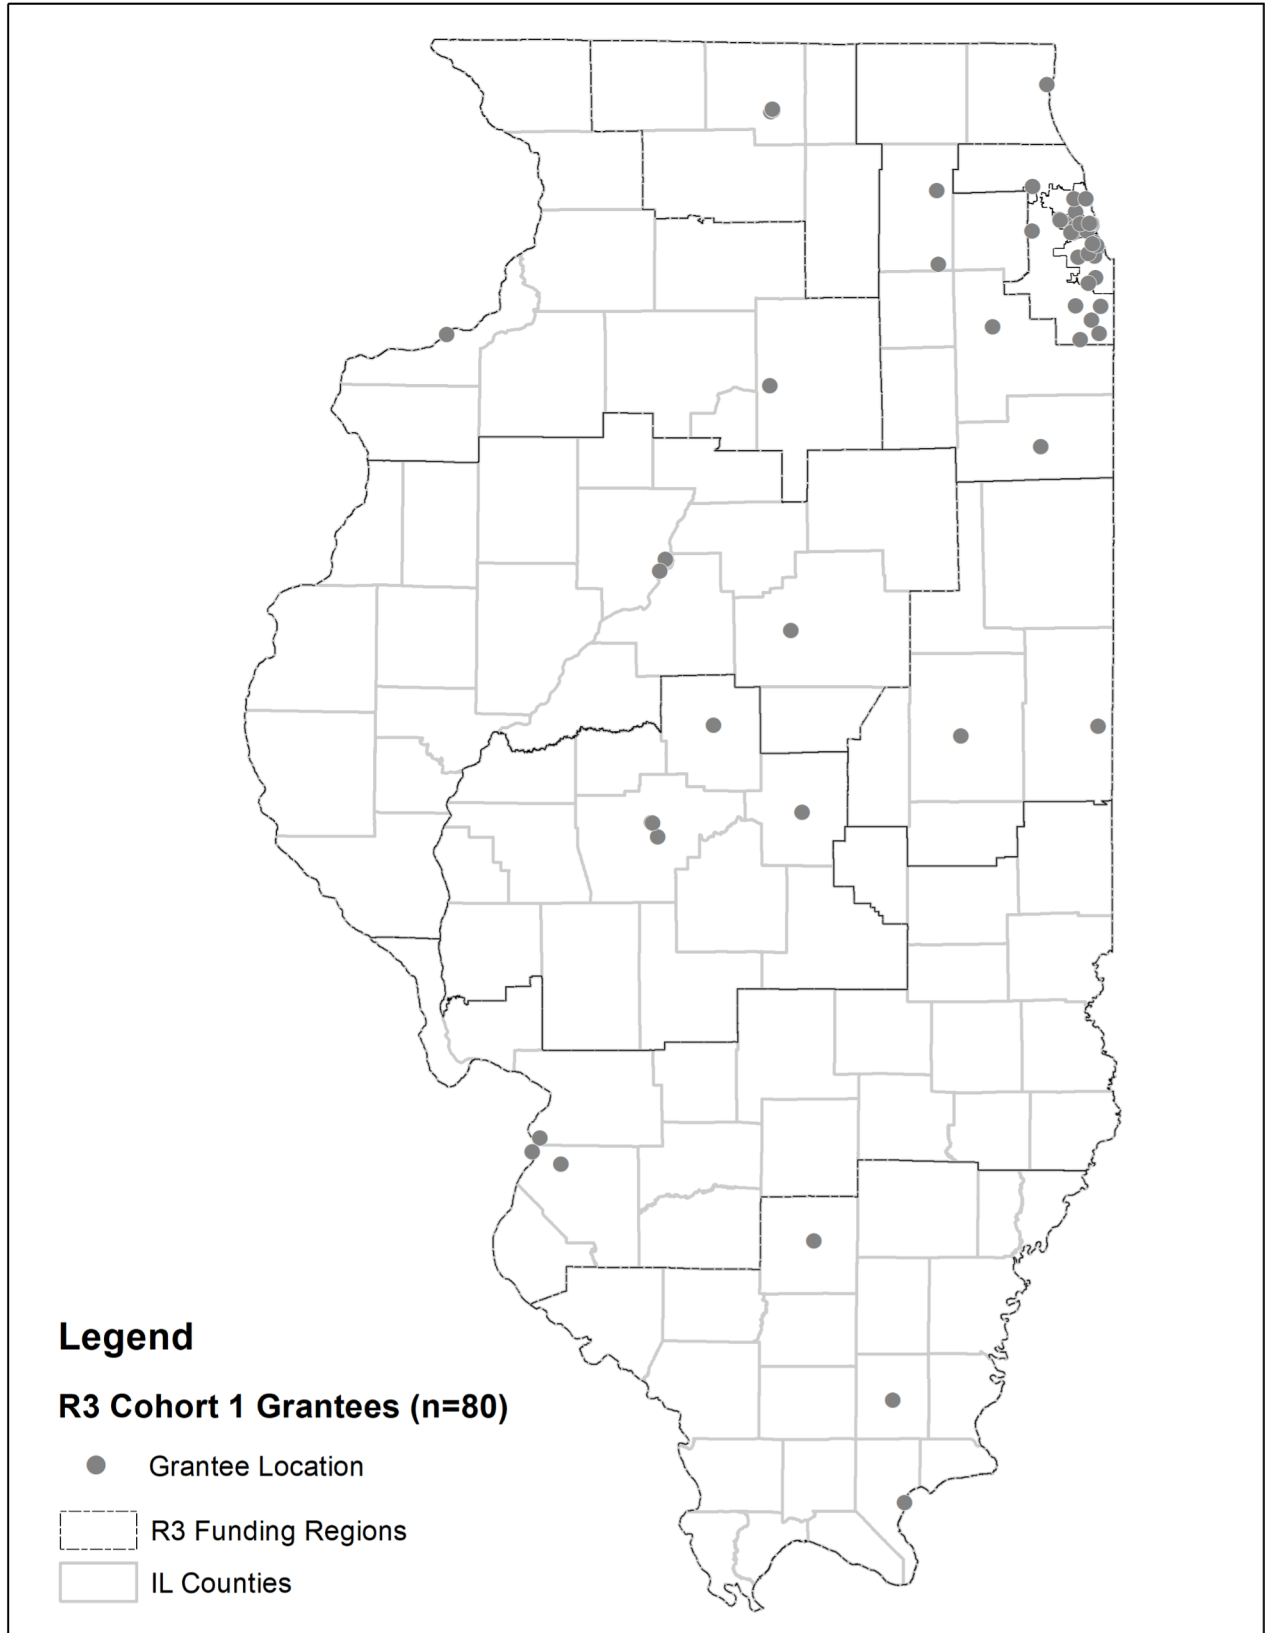 Legend
R3 Cohort 1 Grantees (n=80)
Grantee Location
R3 Funding Regions
IL Counties